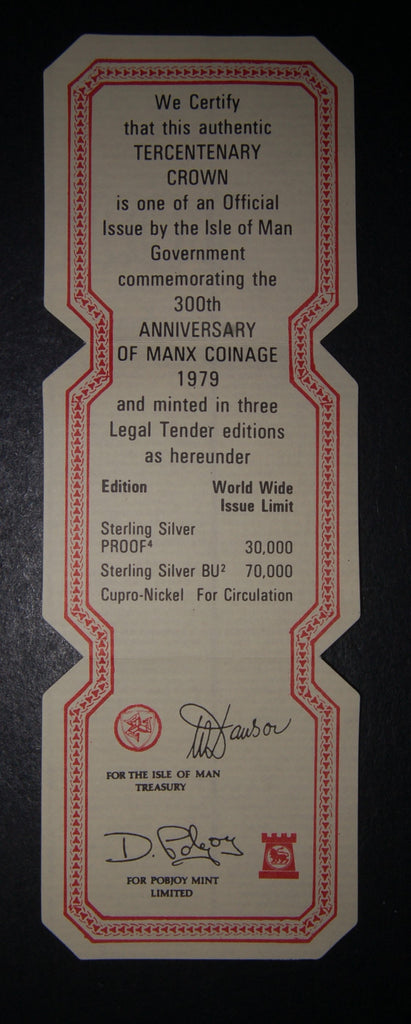 We Certify
that this authentic
TERCENTENARY
CROWN
is one of an Official
Issue by the Isle of Man
Government
commemorating the
300th
ANNIVERSARY
OF MANX COINAGE
1979
and minted in three
Legal Tender editions
as hereunder
Edition World Wide
Issue Limit
Sterling Silver
PROOF⁴ 30,000
Sterling Silver BU² 70,000
Cupro-Nickel For Circulation
FOR THE ISLE OF MAN
TREASURY
D. Pobjoy
FOR POBJOY MINT
LIMITED